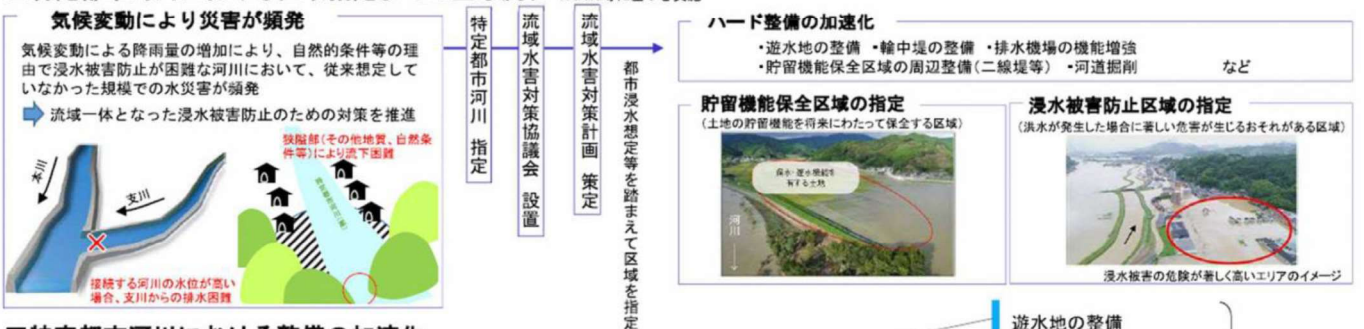 気候変動により災害が頻発
気候変動による降雨量の増加により、自然的条件等の理
由で浸水被害防止が困難な河川において、従来想定して
いなかった規模での水災害が頻発
流域一体となった浸水被害防止のための対策を推進
本川
支川
接続する河川の水位が高い
場合、支川からの排水困難
狭隘部(その他地質、自然条
件等)により流下困難
特定都市河川 指定
流域水害対策協議会 設置
流域水害対策計画 策定
都市浸水想定等を踏まえて区域を指定
ハード整備の加速化
・遊水地の整備 ・輪中堤の整備 ・排水機場の機能増強
・貯留機能保全区域の周辺整備(二線堤等) ・河道掘削 など
貯留機能保全区域の指定
(土地の貯留機能を将来にわたって保全する区域)
保水・遊水機能を
有する土地
河川
浸水被害防止区域の指定
(洪水が発生した場合に著しい危害が生じるおそれがある区域)
浸水被害の危険が著しく高いエリアのイメージ
遊水地の整備